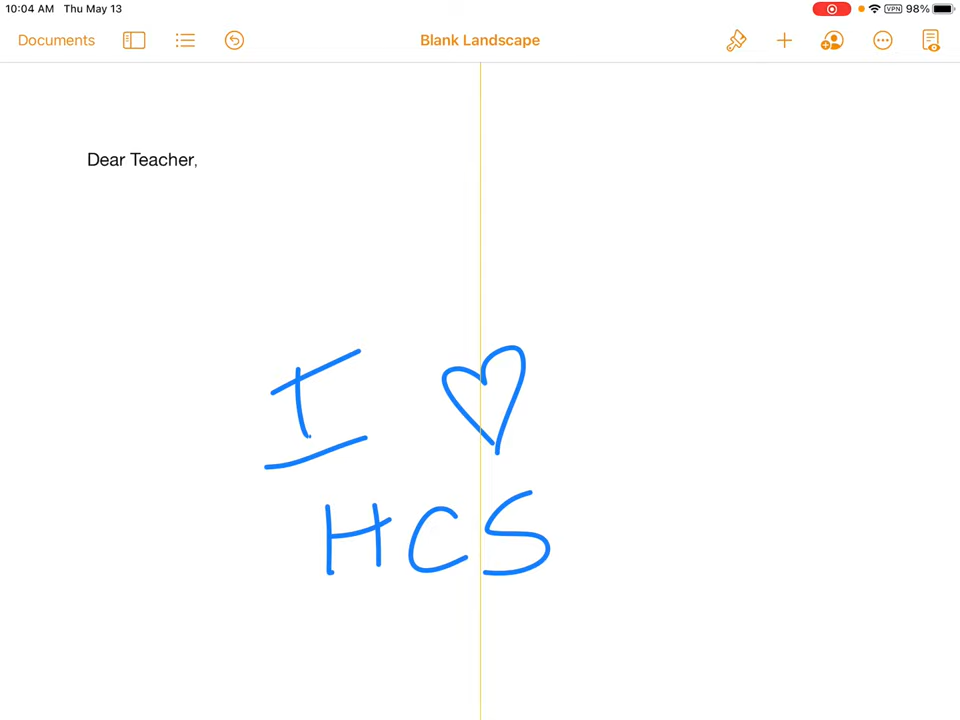 10:04 AM Thu May 13 VPN 98%
Documents Blank Landscape
Dear Teacher,
I ♡
HCS